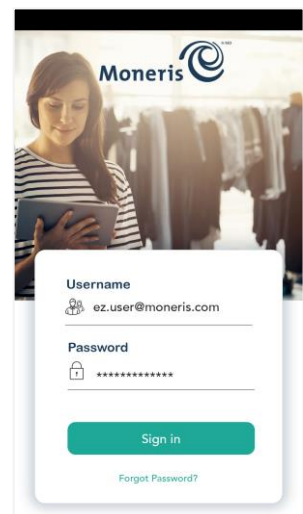 Moneris
Username
ez.user@moneris.com
Password
*************
Sign in
Forgot Password?